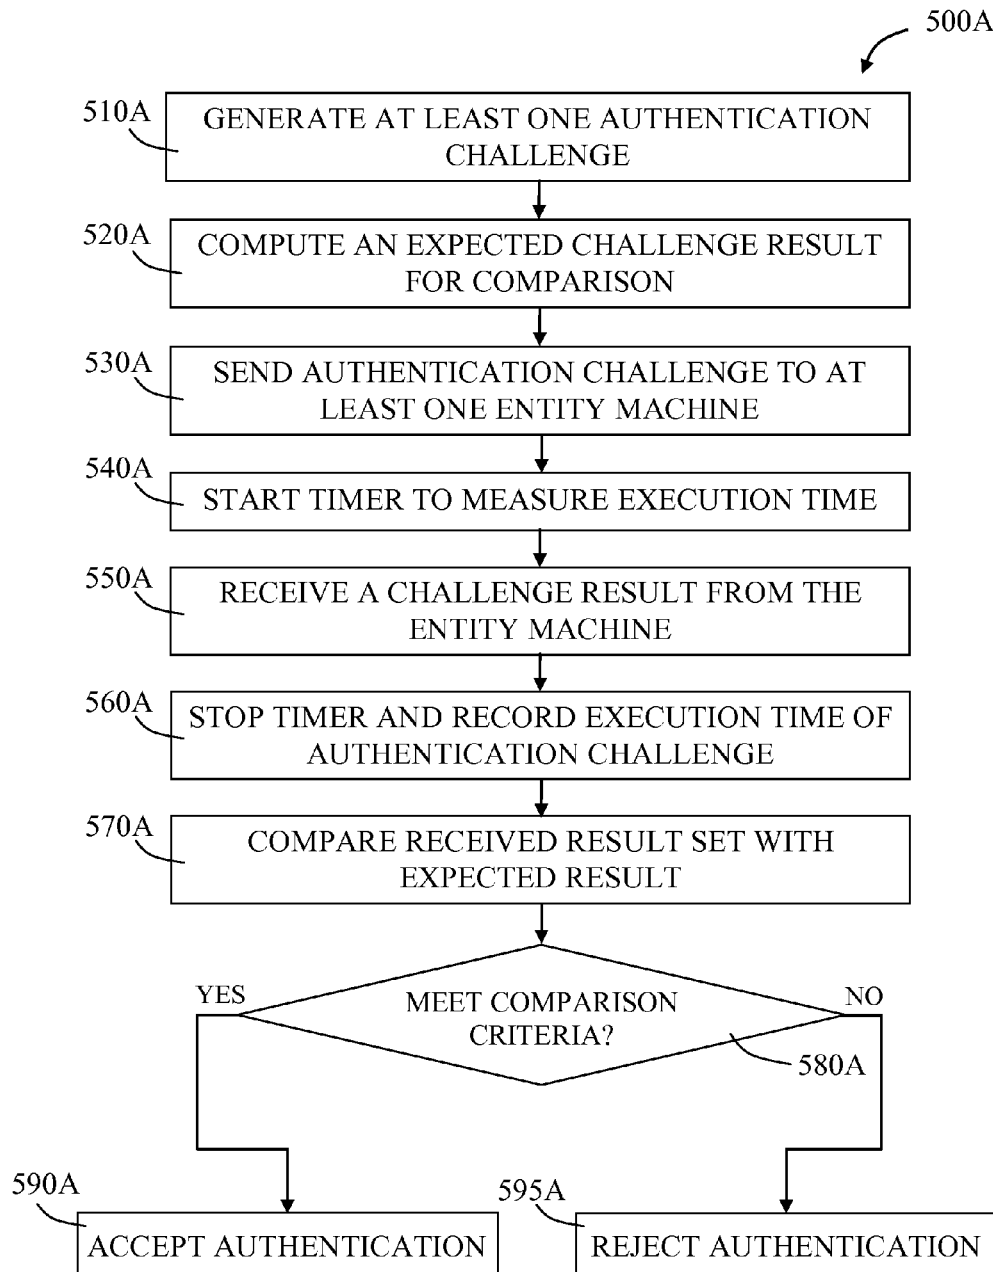 500A
510A
GENERATE AT LEAST ONE AUTHENTICATION
CHALLENGE
520A
COMPUTE AN EXPECTED CHALLENGE RESULT
FOR COMPARISON
530A
SEND AUTHENTICATION CHALLENGE TO AT
LEAST ONE ENTITY MACHINE
540A
START TIMER TO MEASURE EXECUTION TIME
550A
RECEIVE A CHALLENGE RESULT FROM THE
ENTITY MACHINE
560A
STOP TIMER AND RECORD EXECUTION TIME OF
AUTHENTICATION CHALLENGE
570A
COMPARE RECEIVED RESULT SET WITH
EXPECTED RESULT
YES
MEET COMPARISON
CRITERIA?
NO
580A
590A
ACCEPT AUTHENTICATION
595A
REJECT AUTHENTICATION